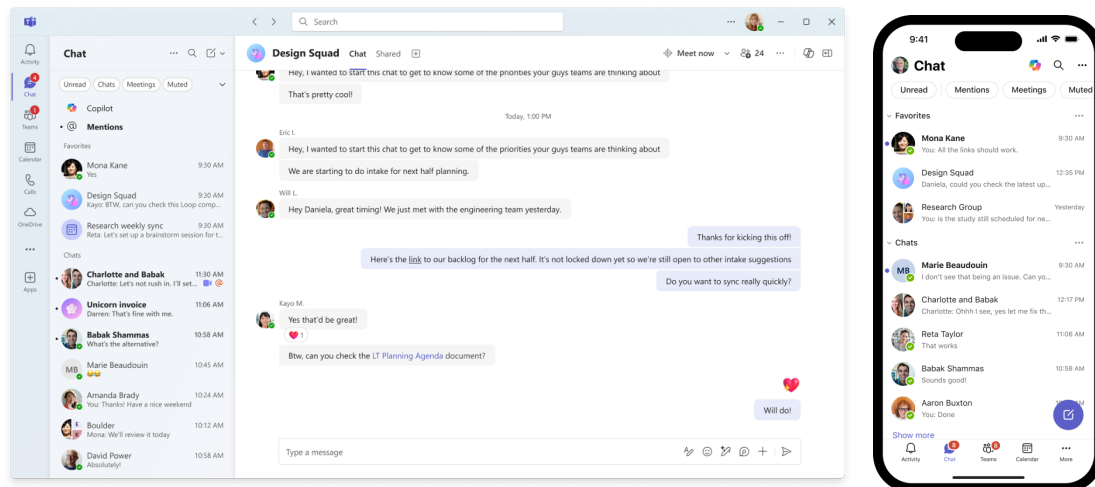 Search
Activity
4
Chat
1
Teams
Calendar
Calls
OneDrive
Apps
Chat
Unread
Chats
Meetings
Muted
Copilot
Mentions
Favorites
Mona Kane 9:30 AM
Yes
Design Squad 9:30 AM
Kayo: BTW, can you check this Loop comp...
Research weekly sync 9:30 AM
Reta: Let's set up a brainstorm session for t...
Chats
Charlotte and Babak 11:30 AM
Charlotte: Let's not rush in. I'll set...
Unicorn invoice 11:06 AM
Darren: That's fine with me.
Babak Shammas 10:58 AM
What's the alternative?
MB
Marie Beaudouin 10:45 AM
Amanda Brady 10:24 AM
You: Thanks! Have a nice weekend
Boulder 10:12 AM
Mona: We'll review it today
David Power 10:58 AM
Absolutely!
Design Squad Chat Shared
Meet now
24
Hey, I wanted to start this chat to get to know some of the priorities your guys teams are thinking about
That's pretty cool!
Today, 1:00 PM
Eric I.
Hey, I wanted to start this chat to get to know some of the priorities your guys teams are thinking about
We are starting to do intake for next half planning.
Will L.
Hey Daniela, great timing! We just met with the engineering team yesterday.
Thanks for kicking this off!
Here's the link to our backlog for the next half. It's not locked down yet so we're still open to other intake suggestions
Do you want to sync really quickly?
Kayo M.
Yes that'd be great!
1
Btw, can you check the LT Planning Agenda document?
Will do!
Type a message
9:41
Chat
Unread
Mentions
Meetings
Muted
Favorites
Mona Kane 9:30 AM
You: All the links should work.
Design Squad 12:35 PM
Daniela, could you check the latest up...
Research Group Yesterday
You: is the study still scheduled for ne...
Chats
MB
Marie Beaudouin 9:30 AM
I don't see that being an issue. Can yo...
Charlotte and Babak 12:17 PM
Charlotte: Ohhh I see, yes let me fix th...
Reta Taylor 11:06 AM
That works
Babak Shammas 10:58 AM
Sounds good!
Aaron Buxton
You: Done
Show more
8
8
Activity
Chat
Teams
Calendar
More